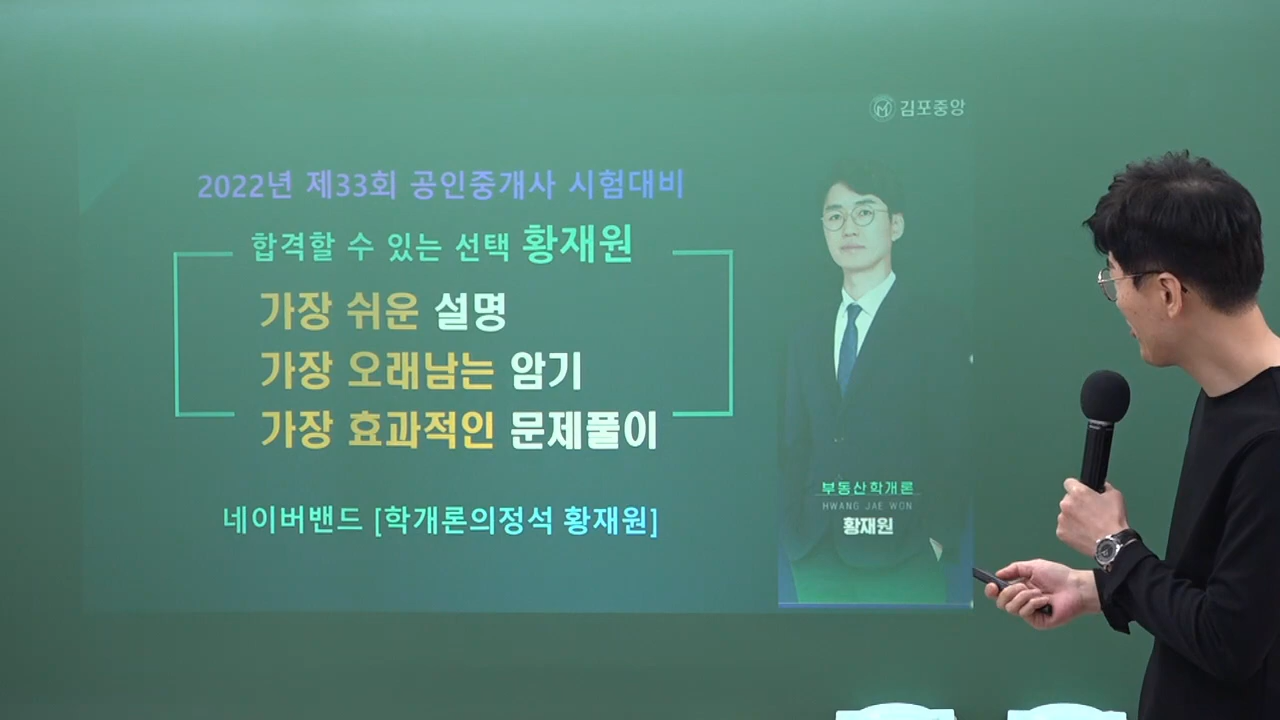 김포중앙
2022년 제33회 공인중개사 시험대비
합격할 수 있는 선택 황재원
가장 쉬운 설명
가장 오래남는 암기
가장 효과적인 문제풀이
네이버밴드 [학개론의정석 황재원]
부동산학개론
HWANG JAE WON
황재원